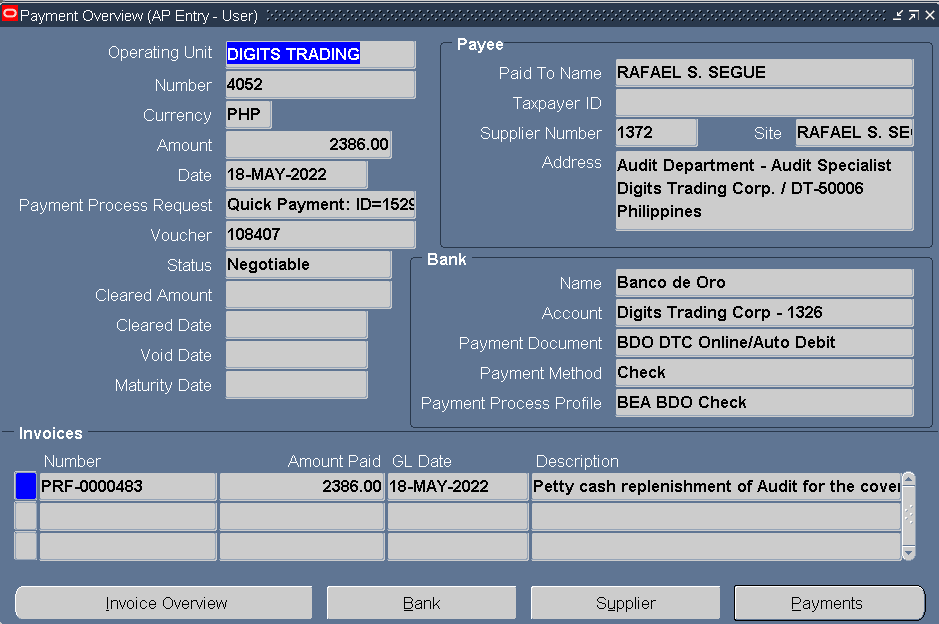 Payment Overview (AP Entry - User)
Operating Unit DIGITS TRADING
Number 4052
Currency PHP
Amount 2386.00
Date 18-MAY-2022
Payment Process Request Quick Payment: ID=1529
Voucher 108407
Status Negotiable
Cleared Amount
Cleared Date
Void Date
Maturity Date
Payee
Paid To Name RAFAEL S. SEGUE
Taxpayer ID
Supplier Number 1372 Site RAFAEL S. SE
Address Audit Department - Audit Specialist
Digits Trading Corp. / DT-50006
Philippines
Bank
Name Banco de Oro
Account Digits Trading Corp - 1326
Payment Document BDO DTC Online/Auto Debit
Payment Method Check
Payment Process Profile BEA BDO Check
Invoices
Number Amount Paid GL Date Description
PRF-0000483 2386.00 18-MAY-2022 Petty cash replenishment of Audit for the cover
Invoice Overview Bank Supplier Payments